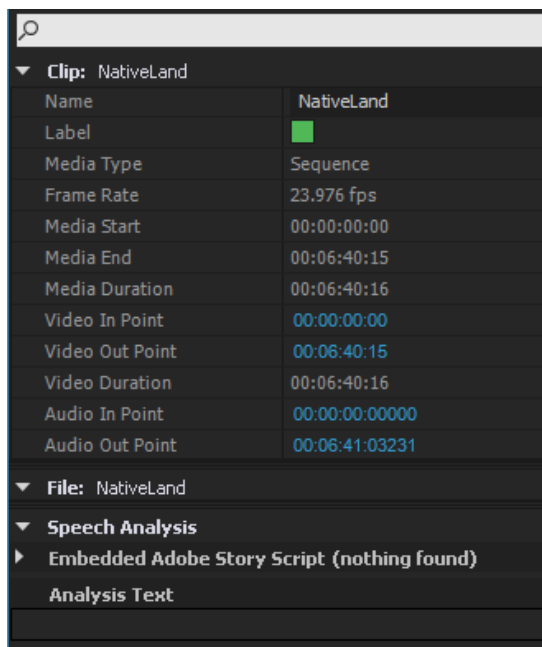 Clip: NativeLand
Name NativeLand
Label
Media Type Sequence
Frame Rate 23.976 fps
Media Start 00:00:00:00
Media End 00:06:40:15
Media Duration 00:06:40:16
Video In Point 00:00:00:00
Video Out Point 00:06:40:15
Video Duration 00:06:40:16
Audio In Point 00:00:00:00000
Audio Out Point 00:06:41:03231
File: NativeLand
Speech Analysis
Embedded Adobe Story Script (nothing found)
Analysis Text